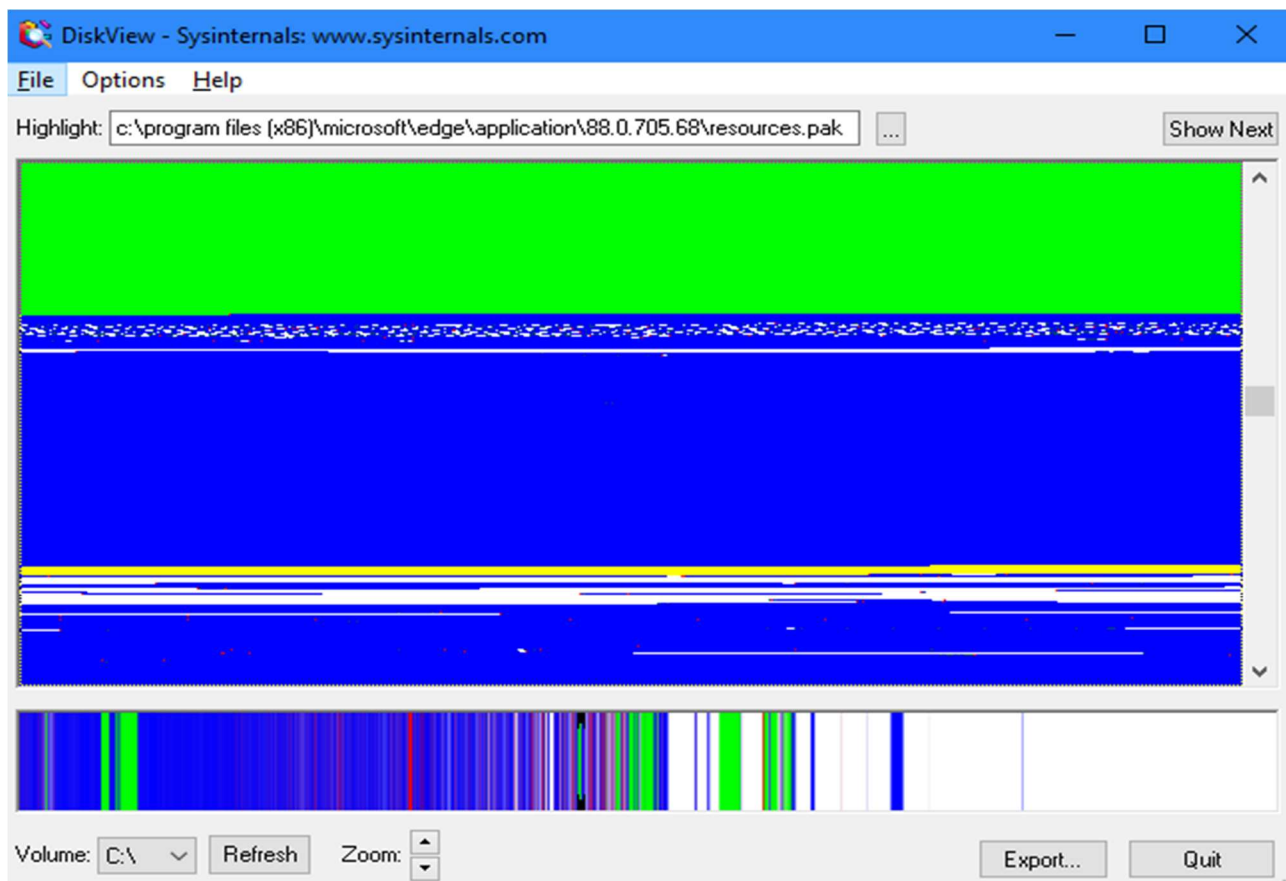 DiskView - Sysinternals: www.sysinternals.com
File Options Help
Highlight: c:\program files (x86)\microsoft\edge\application\88.0.705.68\resources.pak ... Show Next
Volume: C:\ Refresh Zoom: Export... Quit